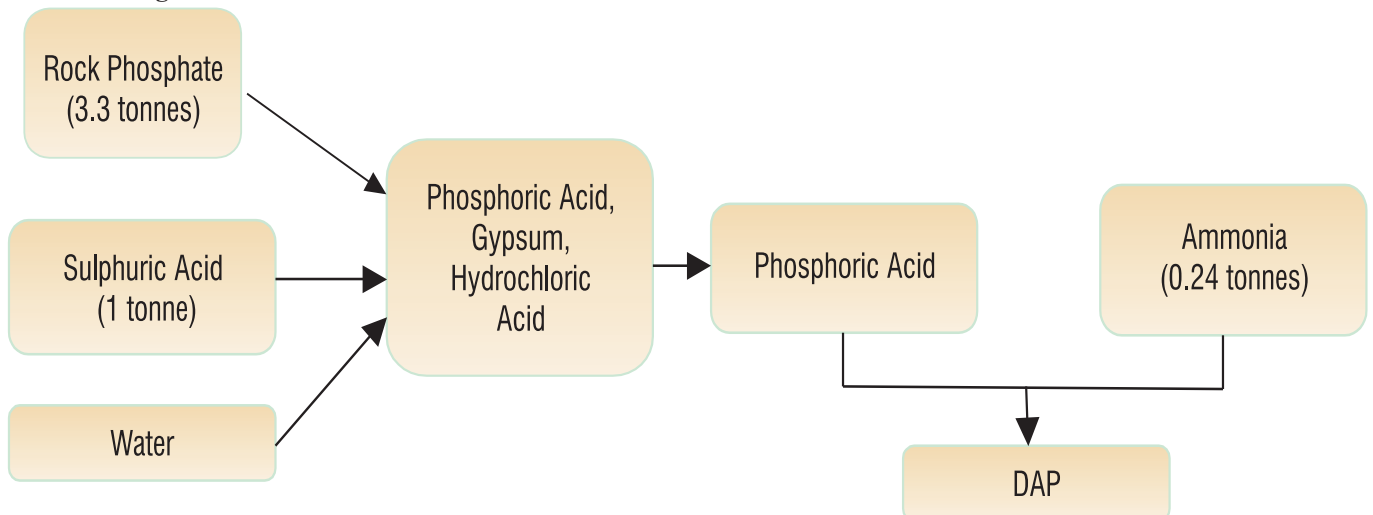 Rock Phosphate
(3.3 tonnes)
Sulphuric Acid
(1 tonne)
Water
Phosphoric Acid,
Gypsum,
Hydrochloric
Acid
Phosphoric Acid
Ammonia
(0.24 tonnes)
DAP